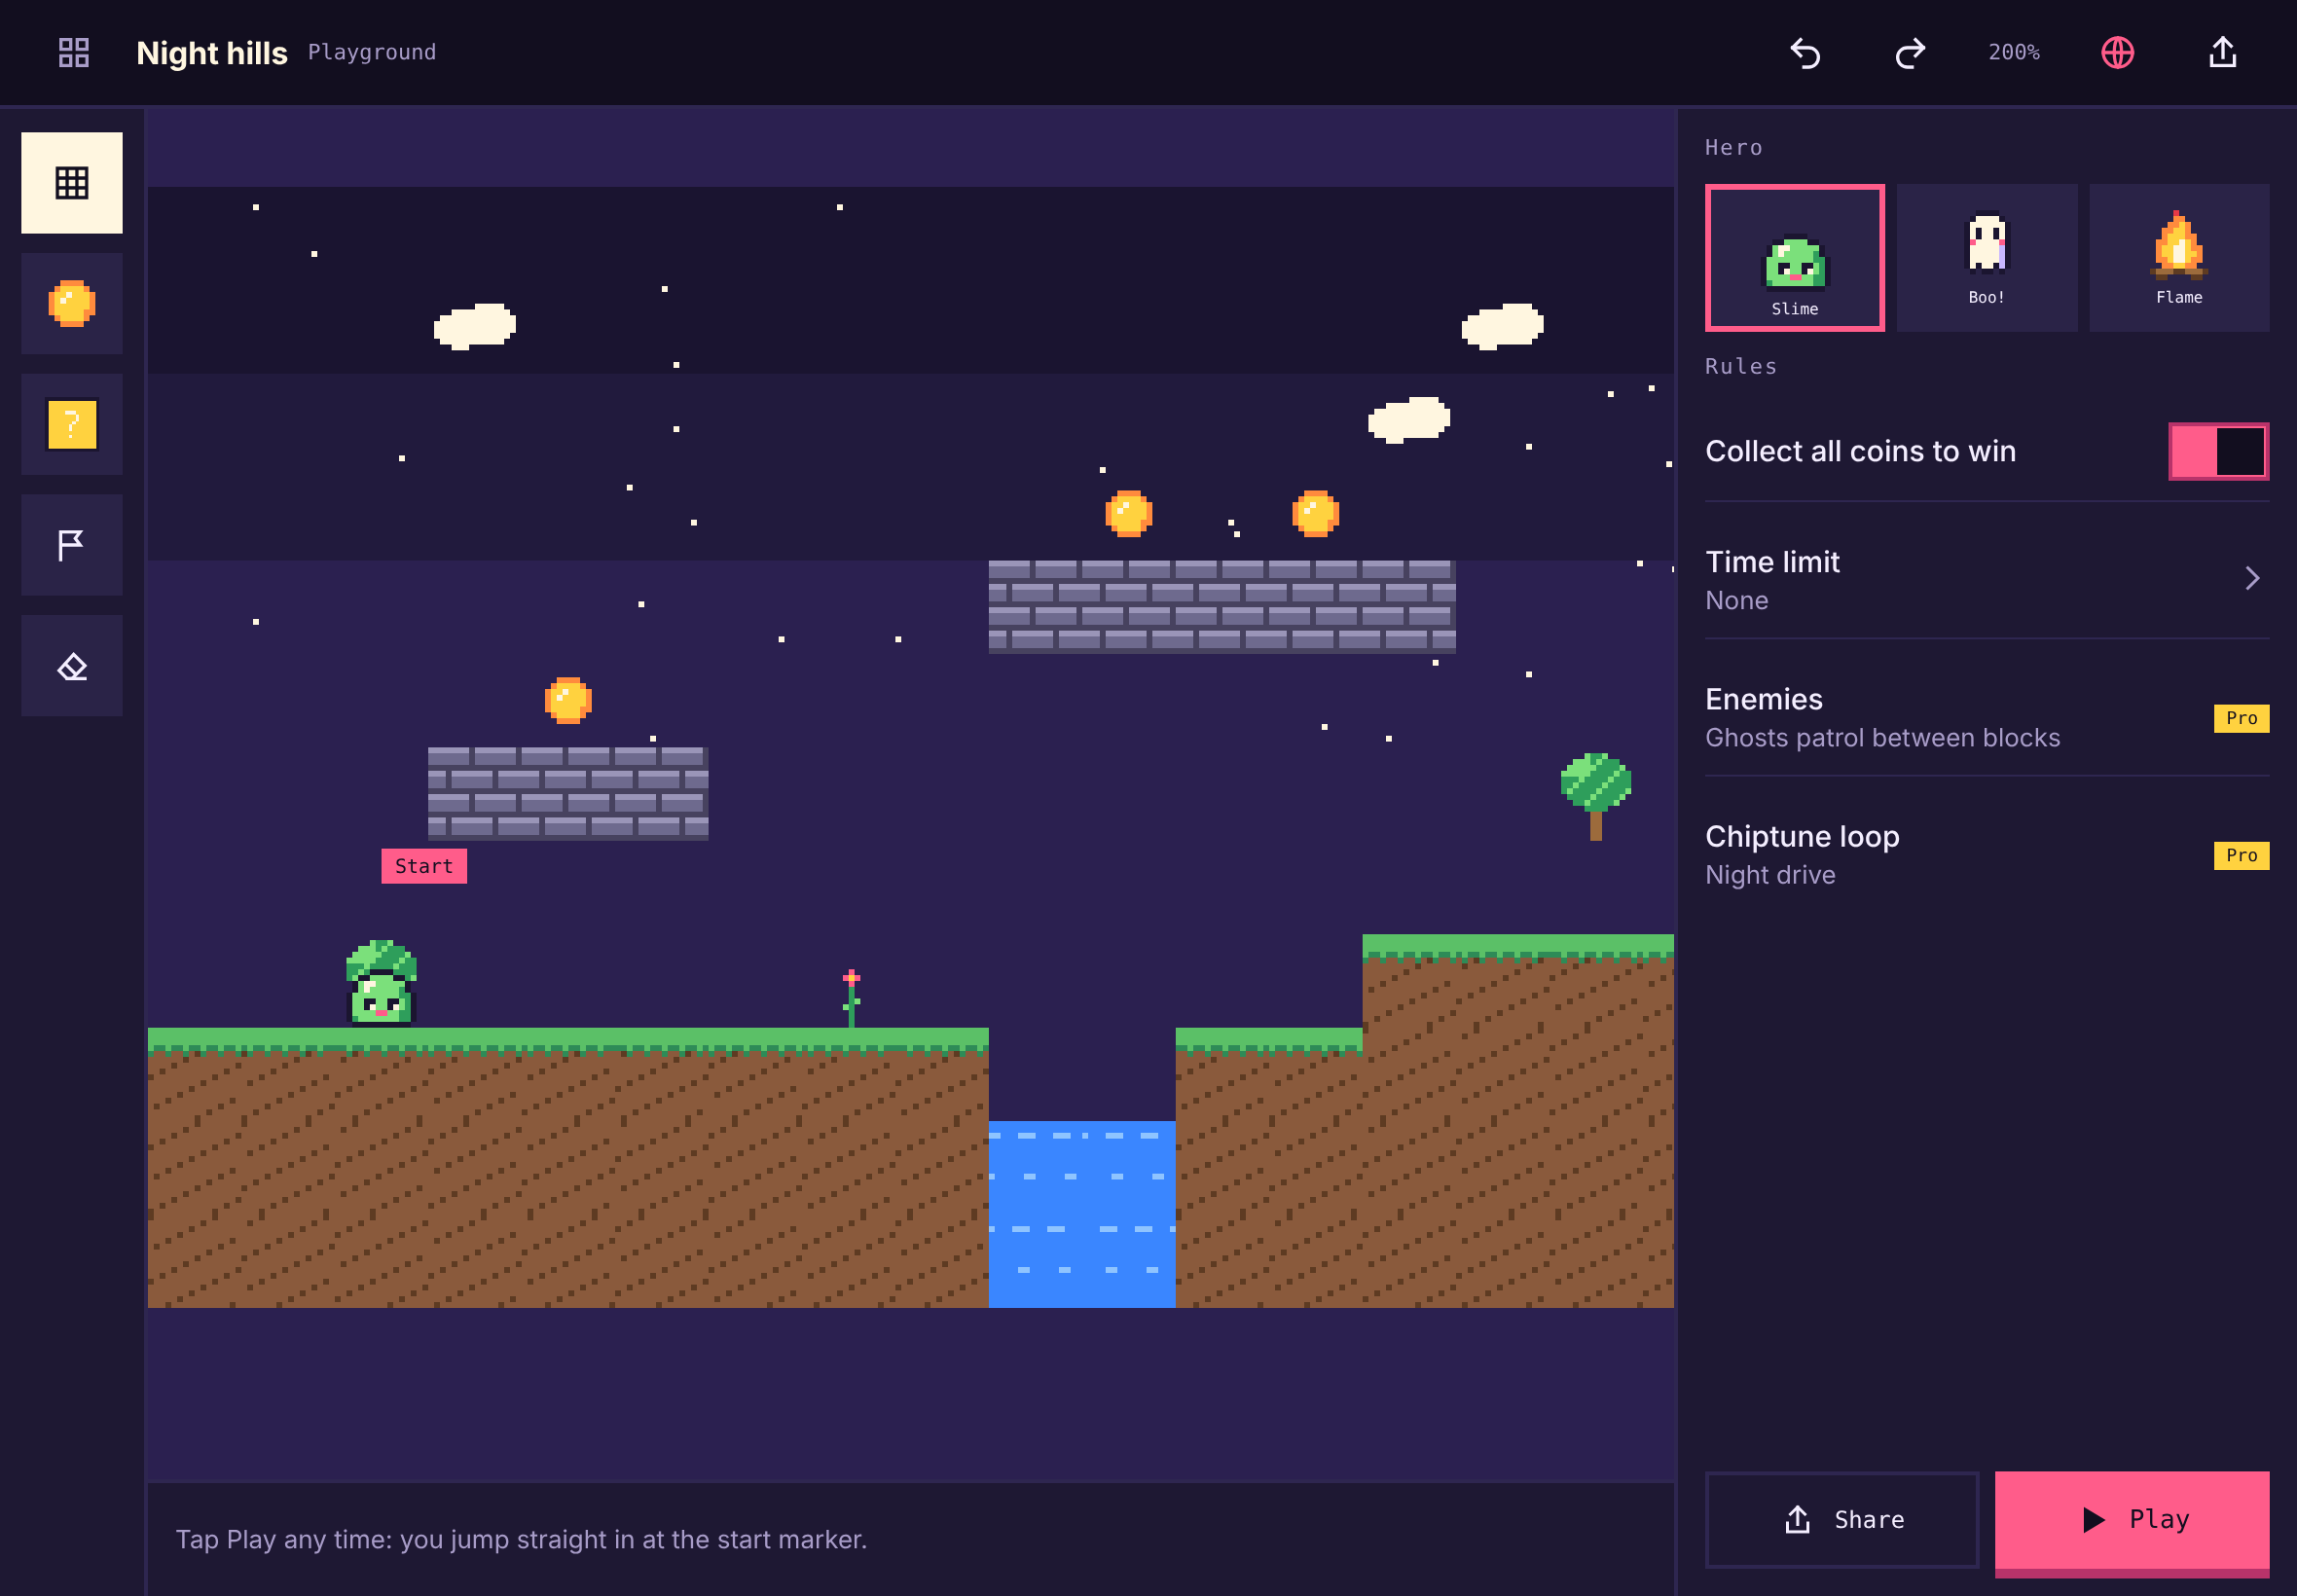 Night hills
Playground
200%
?
Hero
Slime
Boo!
Flame
Rules
Collect all coins to win
Time limit
None
Enemies
Ghosts patrol between blocks
Pro
Chiptune loop
Night drive
Pro
Start
Tap Play any time: you jump straight in at the start marker.
Share
Play